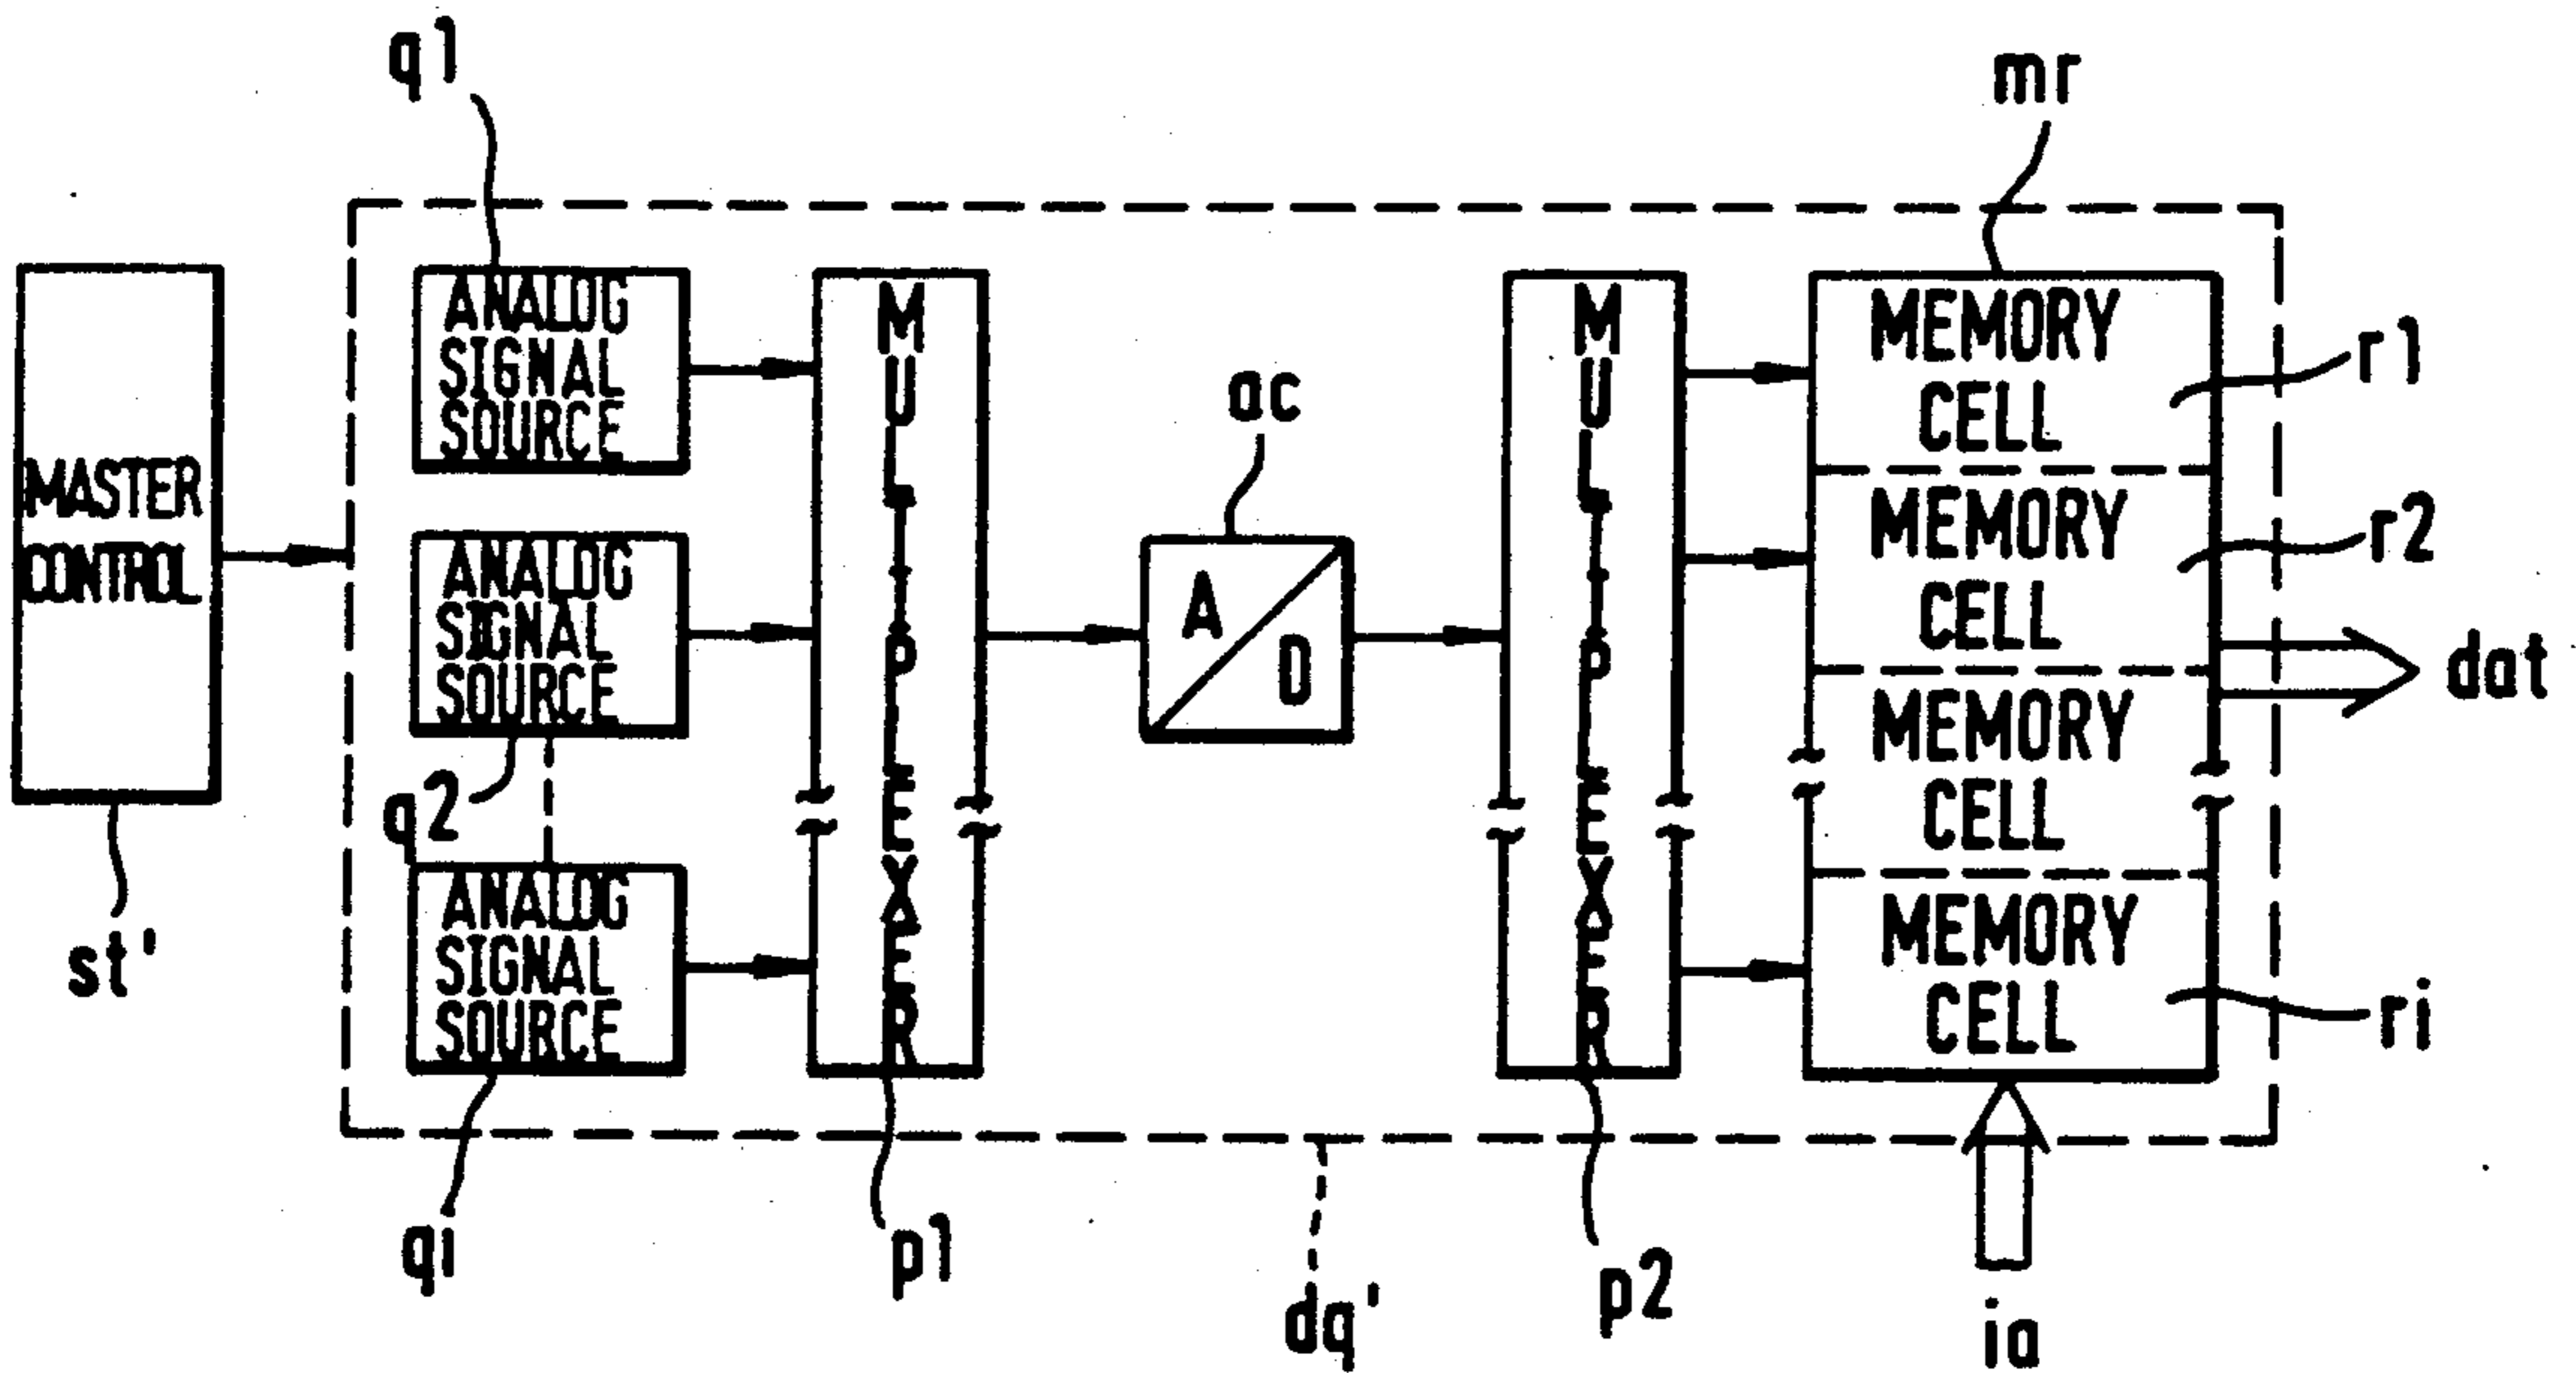 q1
mr
MASTER
CONTROL
st'
ANALOG
SIGNAL
SOURCE
ANALOG
SIGNAL
SOURCE
q2
ANALOG
SIGNAL
SOURCE
qi
MULTIPLEXER
p1
ac
A
D
MULTIPLEXER
p2
MEMORY
CELL
r1
MEMORY
CELL
r2
MEMORY
CELL
dat
MEMORY
CELL
ri
dq'
ia